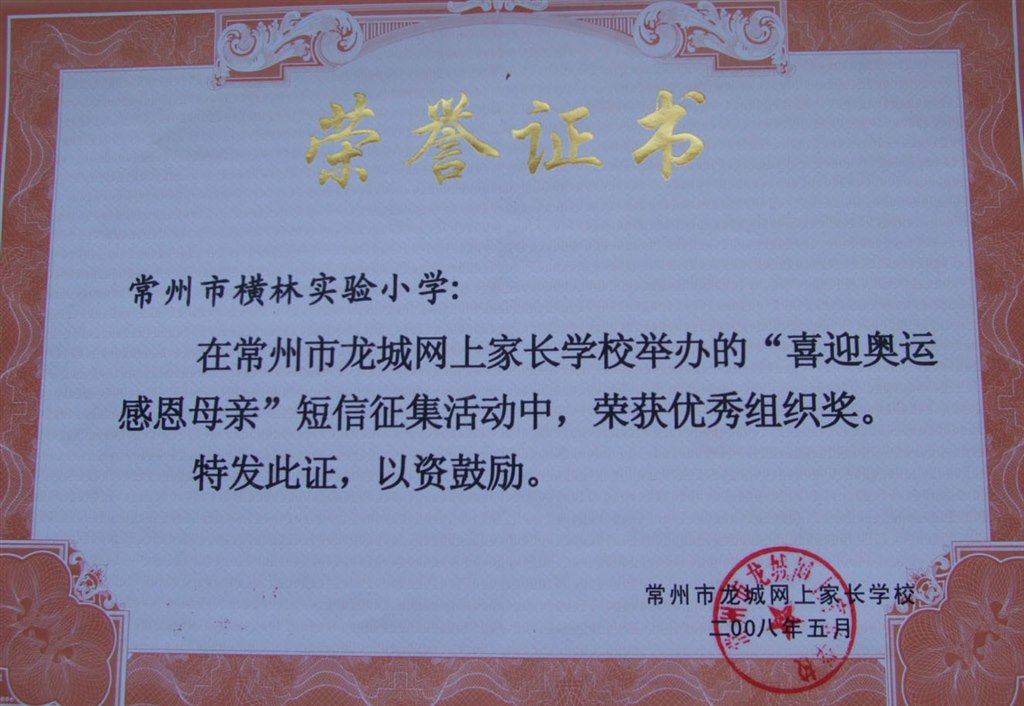 荣誉证书
常州市横林实验小学:
在常州市龙城网上家长学校举办的“喜迎奥运
感恩母亲”短信征集活动中，荣获优秀组织奖。
特发此证，以资鼓励。
常州市龙城网上家长学校
二00八年五月